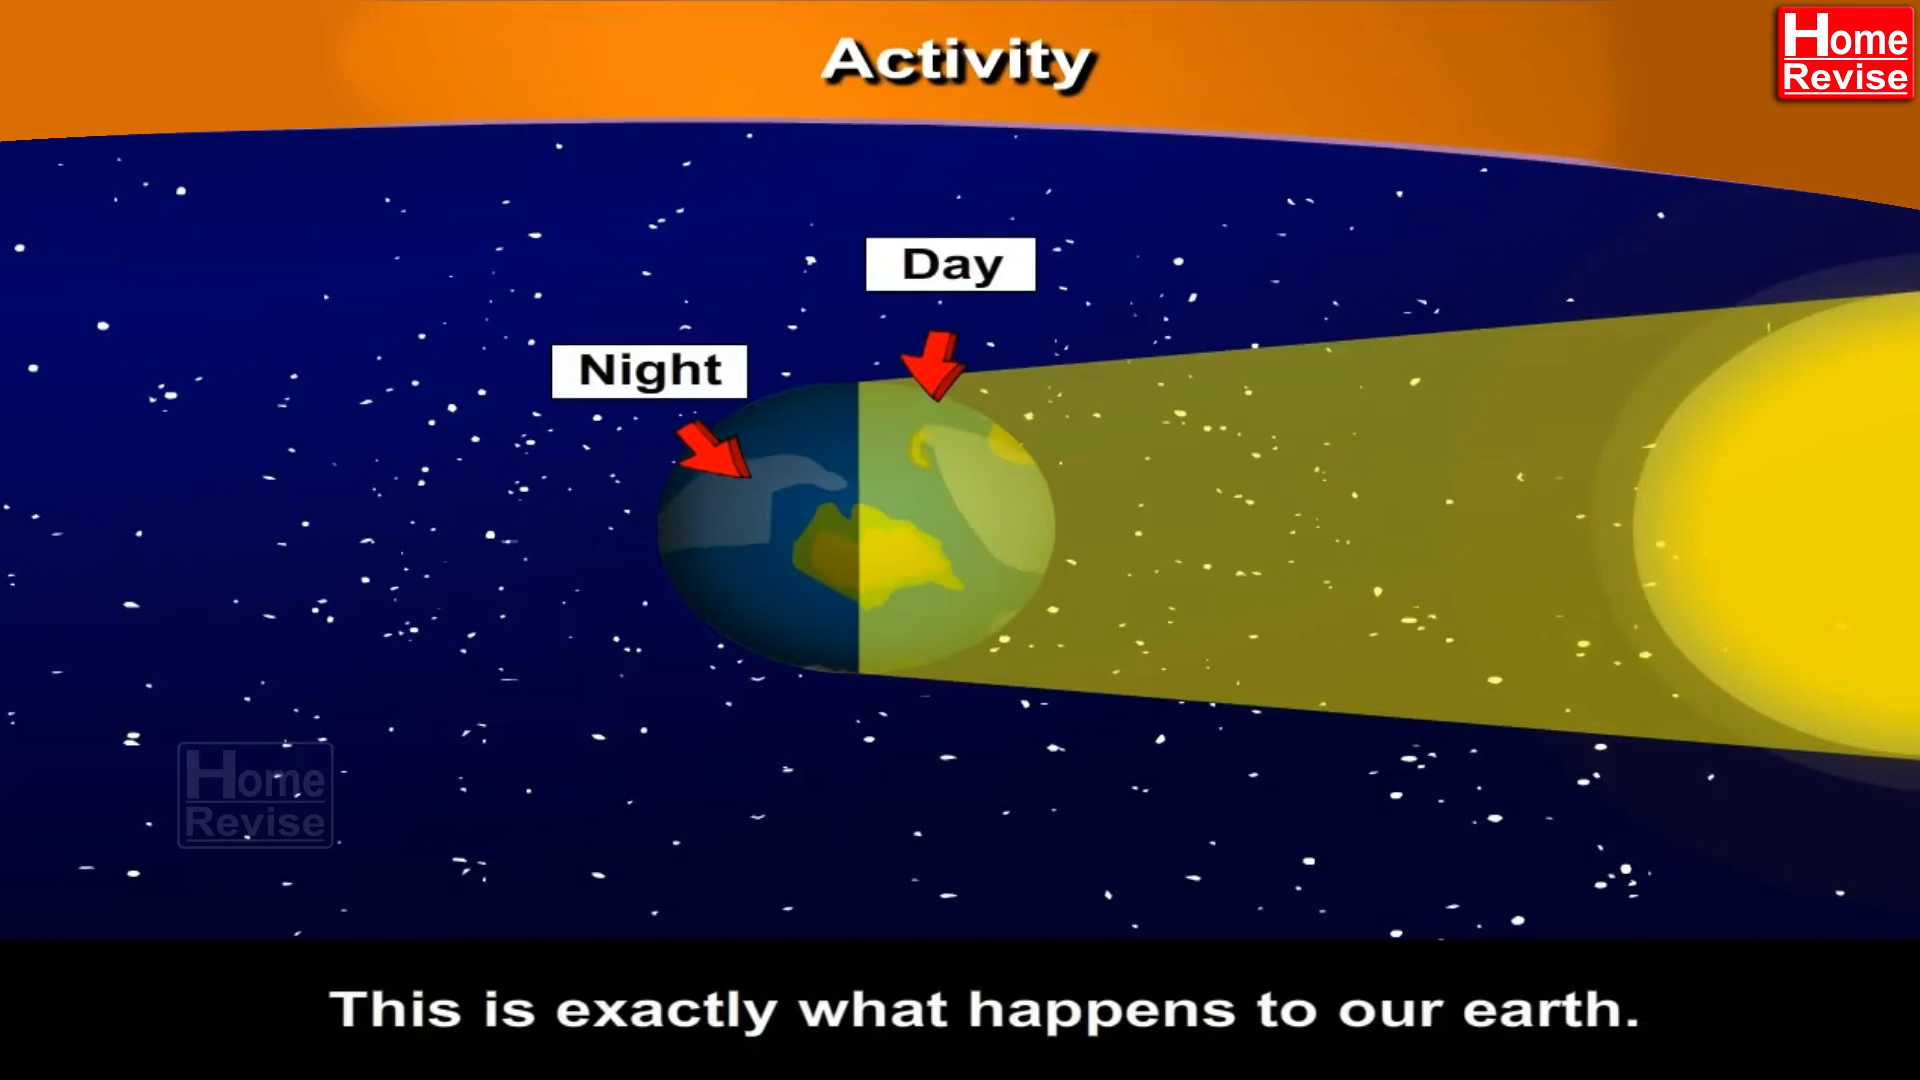 Activity
Home
Revise
Day
Night
Home
Revise
This is exactly what happens to our earth.